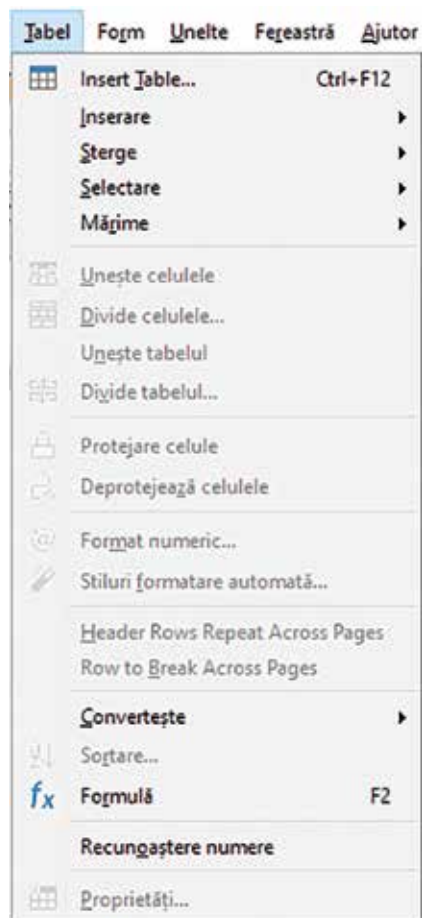 Tabel Form Unelte Fereastră Ajutor
Insert Table... Ctrl+F12
Inserare
Șterge
Selectare
Mărime
Unește celulele
Divide celulele...
Unește tabelul
Divide tabelul...
Protejare celule
Deprotejează celulele
Format numeric...
Stiluri formatare automată...
Header Rows Repeat Across Pages
Row to Break Across Pages
Convertește
Sortare...
fx Formulă F2
Recunoaștere numere
Proprietăți...